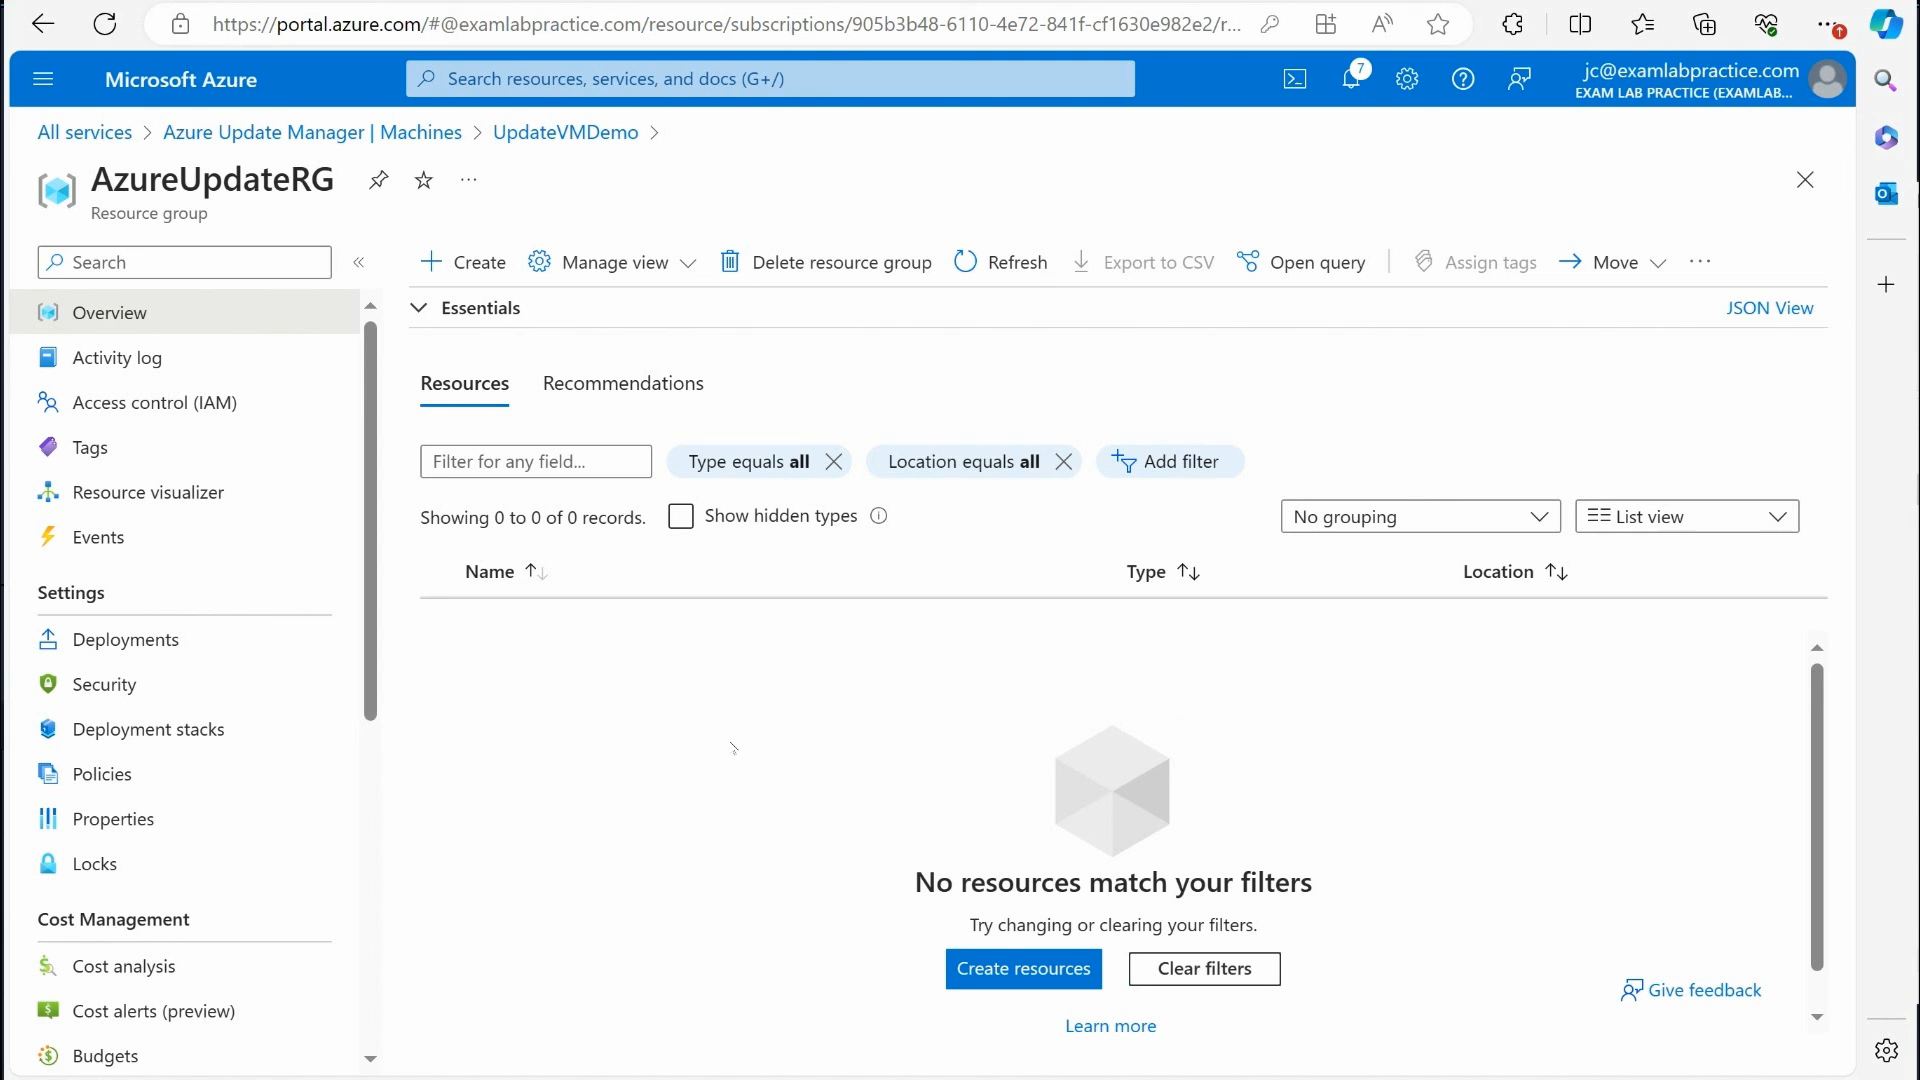 https://portal.azure.com/#@examlabpractice.com/resource/subscriptions/905b3b48-6110-4e72-841f-cf1630e982e2/r...
Microsoft Azure
Search resources, services, and docs (G+/)
7
jc@examlabpractice.com
EXAM LAB PRACTICE (EXAMLAB...
All services > Azure Update Manager | Machines > UpdateVMDemo >
AzureUpdateRG
Resource group
Search
Create
Manage view
Delete resource group
Refresh
Export to CSV
Open query
Assign tags
Move
Overview
Activity log
Access control (IAM)
Tags
Resource visualizer
Events
Settings
Deployments
Security
Deployment stacks
Policies
Properties
Locks
Cost Management
Cost analysis
Cost alerts (preview)
Budgets
Essentials
JSON View
Resources
Recommendations
Filter for any field...
Type equals all
Location equals all
Add filter
Showing 0 to 0 of 0 records.
Show hidden types
No grouping
List view
Name
Type
Location
No resources match your filters
Try changing or clearing your filters.
Create resources
Clear filters
Learn more
Give feedback